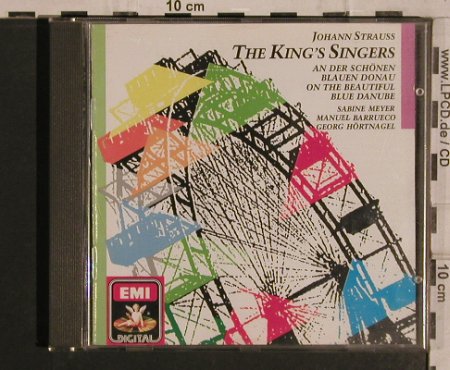 10 cm
JOHANN STRAUSS
THE KING'S SINGERS
AN DER SCHÖNEN
BLAUEN DONAU
ON THE BEAUTIFUL
BLUE DANUBE
SABINE MEYER
MANUEL BARRUECO
GEORG HÖRTNAGEL
EMI
DIGITAL
www.LPCD.de / CD
10 cm